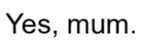 Yes, mum.